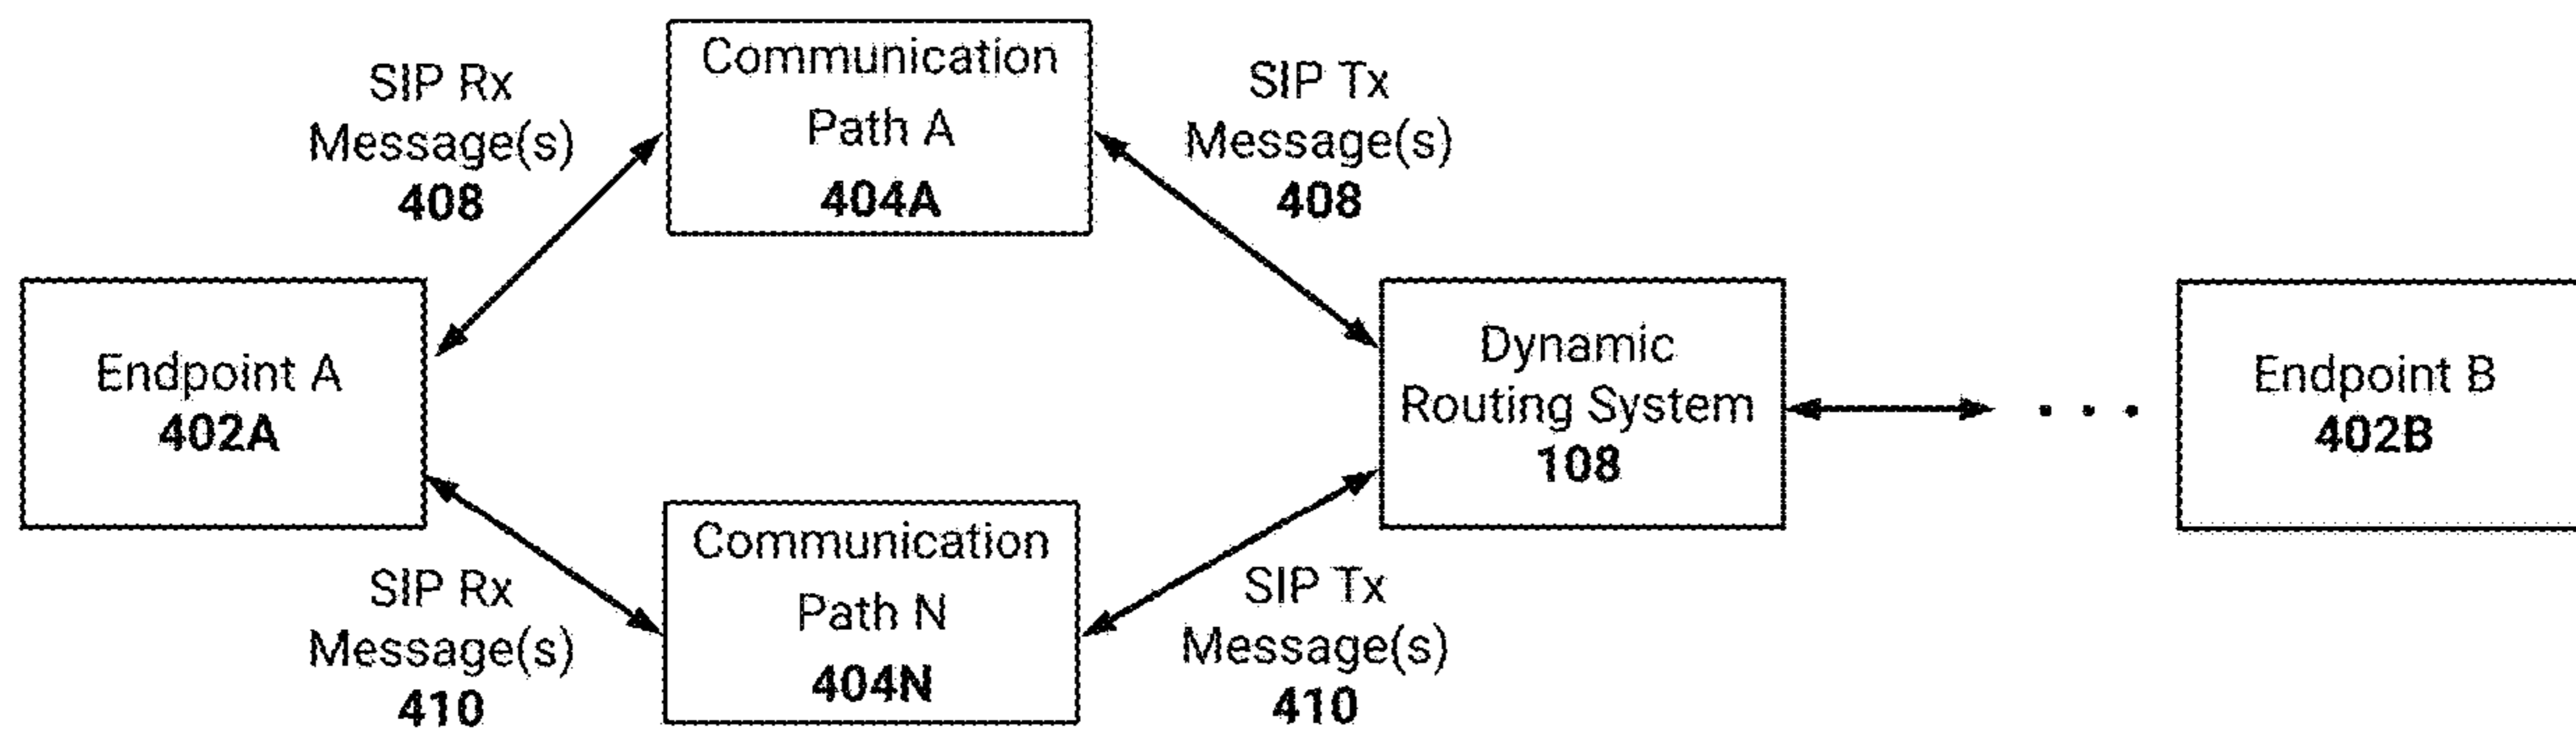 SIP Rx
Message(s)
408
Communication
Path A
404A
SIP Tx
Message(s)
408
Endpoint A
402A
Dynamic
Routing System
108
. . .
Endpoint B
402B
SIP Rx
Message(s)
410
Communication
Path N
404N
SIP Tx
Message(s)
410